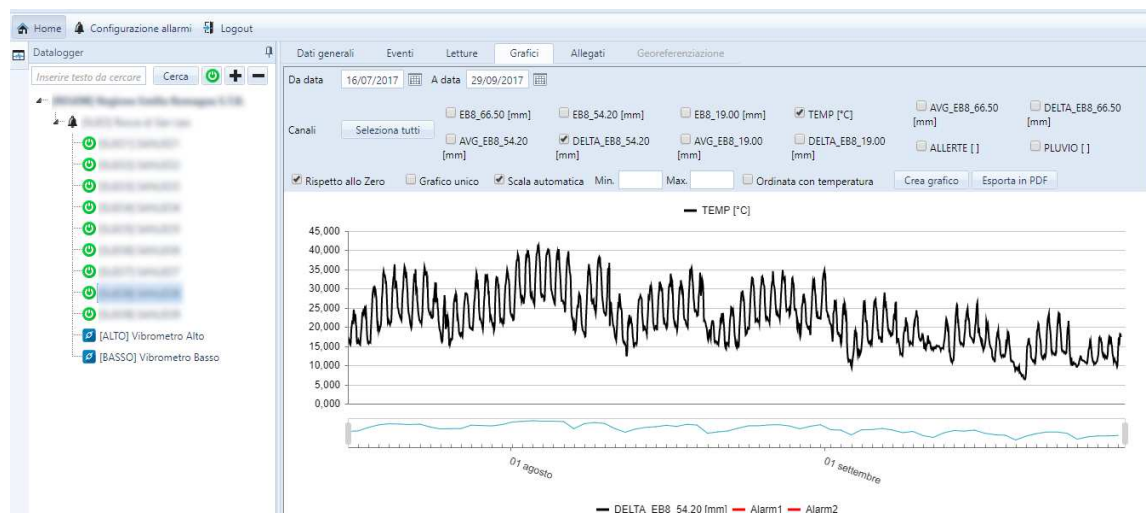 Home Configurazione allarmi Logout
Datalogger
Inserire testo da cercare Cerca
[ALTO] Vibrometro Alto
[BASSO] Vibrometro Basso
Dati generali Eventi Letture Grafici Allegati Georeferenziazione
Da data 16/07/2017 A data 29/09/2017
Canali Seleziona tutti
EB8_66.50 [mm] EB8_54.20 [mm] EB8_19.00 [mm] TEMP [°C] AVG_EB8_66.50 [mm] DELTA_EB8_66.50 [mm]
AVG_EB8_54.20 [mm] DELTA_EB8_54.20 [mm] AVG_EB8_19.00 [mm] DELTA_EB8_19.00 [mm] ALLERTE [ ] PLUVIO [ ]
Rispetto allo Zero Grafico unico Scala automatica Min. Max. Ordinata con temperatura Crea grafico Esporta in PDF
TEMP [°C]
45,000
40,000
35,000
30,000
25,000
20,000
15,000
10,000
5,000
0,000
01 agosto 01 settembre
DELTA_EB8_54.20 [mm] Alarm1 Alarm2